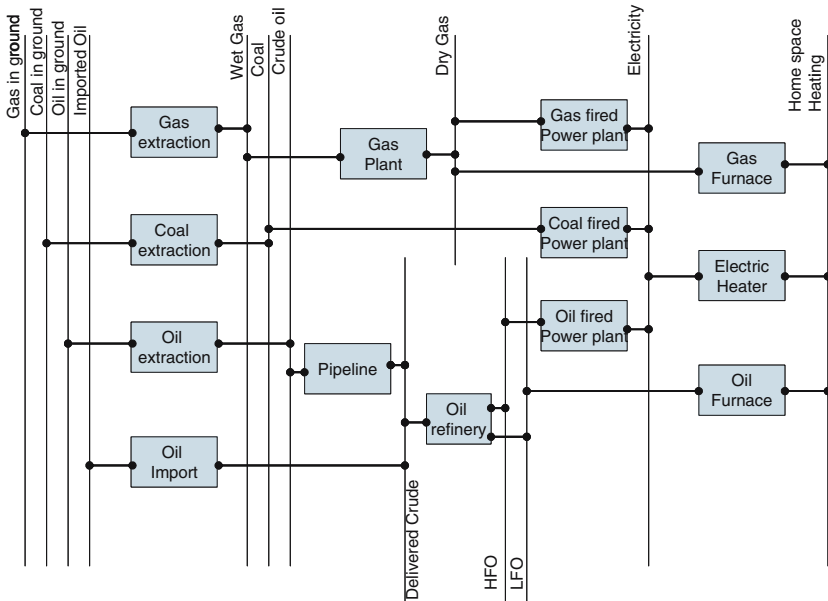 Gas in ground
Coal in ground
Oil in ground
Imported Oil
Wet Gas
Coal
Crude oil
Dry Gas
Electricity
Home space
Heating
Gas
extraction
Gas
Plant
Gas fired
Power plant
Gas
Furnace
Coal
extraction
Coal fired
Power plant
Electric
Heater
Oil
extraction
Pipeline
Oil fired
Power plant
Oil
refinery
Oil
Furnace
Oil
Import
Delivered Crude
HFO
LFO